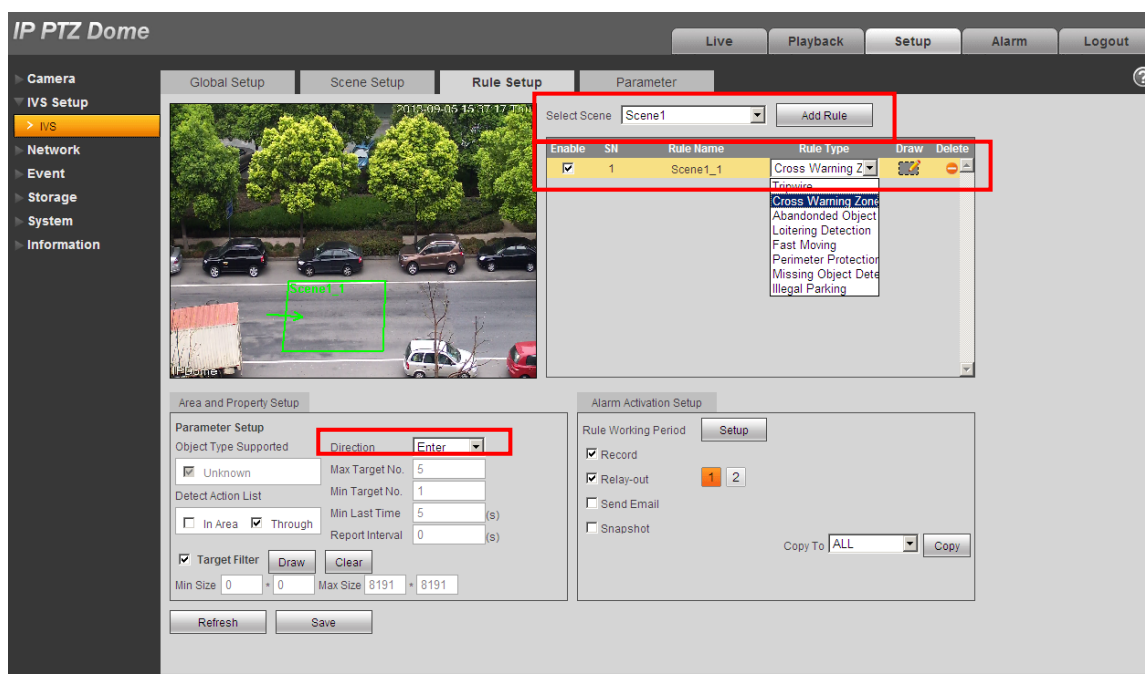 IP PTZ Dome
Live Playback Setup Alarm Logout
Camera
IVS Setup
> IVS
Network
Event
Storage
System
Information
Global Setup Scene Setup Rule Setup Parameter
Scene1_1
Select Scene Scene1 Add Rule
Enable SN Rule Name Rule Type Draw Delete
1 Scene1_1 Cross Warning Z
Tripwire
Cross Warning Zone
Abandonded Object
Loitering Detection
Fast Moving
Perimeter Protection
Missing Object Dete
Illegal Parking
Area and Property Setup
Parameter Setup
Object Type Supported
Unknown
Detect Action List
In Area Through
Direction Enter
Max Target No. 5
Min Target No. 1
Min Last Time 5 (s)
Report Interval 0 (s)
Target Filter Draw Clear
Min Size 0 * 0 Max Size 8191 * 8191
Refresh Save
Alarm Activation Setup
Rule Working Period Setup
Record
Relay-out 1 2
Send Email
Snapshot
Copy To ALL Copy